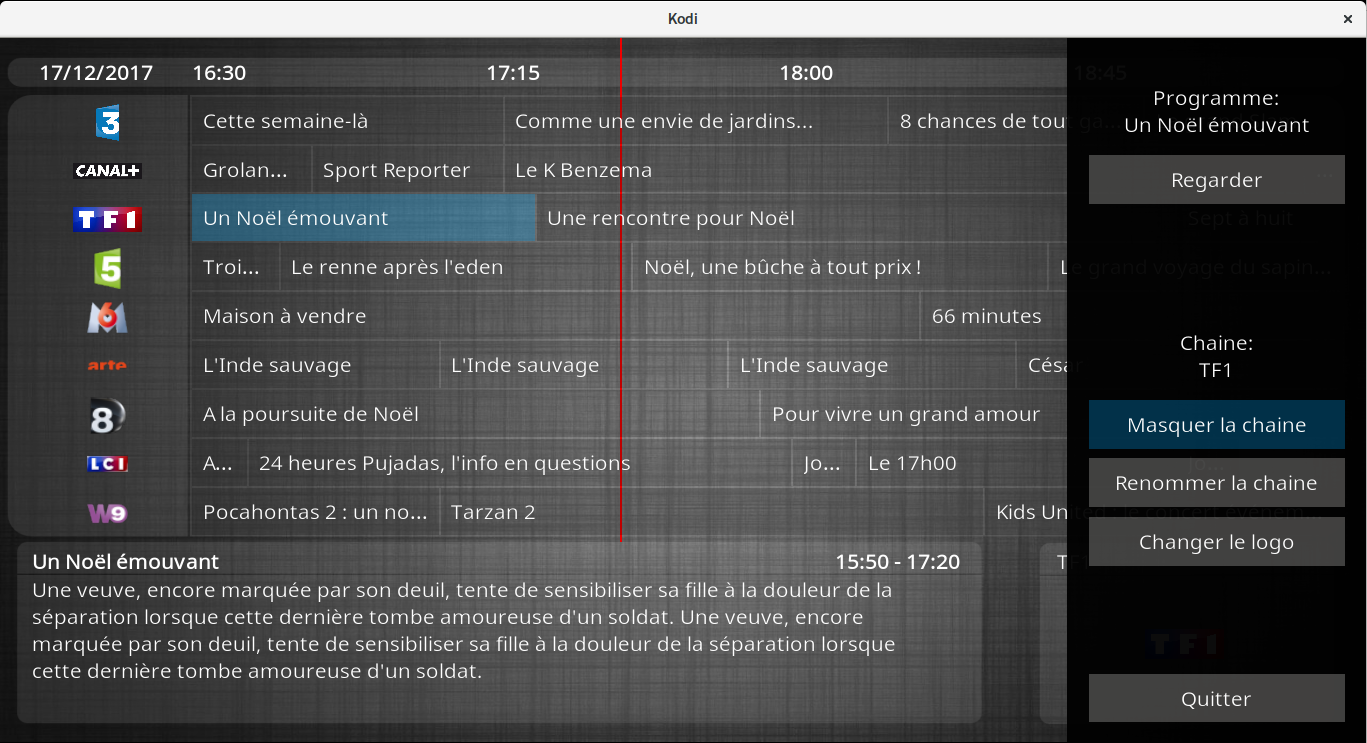 Kodi
17/12/2017 16:30 17:15 18:00 18:45
3 Cette semaine-là Comme une envie de jardins... 8 chances de tout ga...
CANAL+ Grolan... Sport Reporter Le K Benzema
TF1 Un Noël émouvant Une rencontre pour Noël Sept à huit
5 Troi... Le renne après l'eden Noël, une bûche à tout prix ! Le grand voyage du sapin...
M6 Maison à vendre 66 minutes
arte L'Inde sauvage L'Inde sauvage L'Inde sauvage César
8 A la poursuite de Noël Pour vivre un grand amour
LCI A... 24 heures Pujadas, l'info en questions Jo... Le 17h00
W9 Pocahontas 2 : un no... Tarzan 2 Kids United : le concert évènem...
Un Noël émouvant 15:50 - 17:20
Une veuve, encore marquée par son deuil, tente de sensibiliser sa fille à la douleur de la
séparation lorsque cette dernière tombe amoureuse d'un soldat. Une veuve, encore
marquée par son deuil, tente de sensibiliser sa fille à la douleur de la séparation lorsque
cette dernière tombe amoureuse d'un soldat.
TF1
TF1
Programme:
Un Noël émouvant
Regarder
Chaine:
TF1
Masquer la chaine
Renommer la chaine
Changer le logo
Quitter